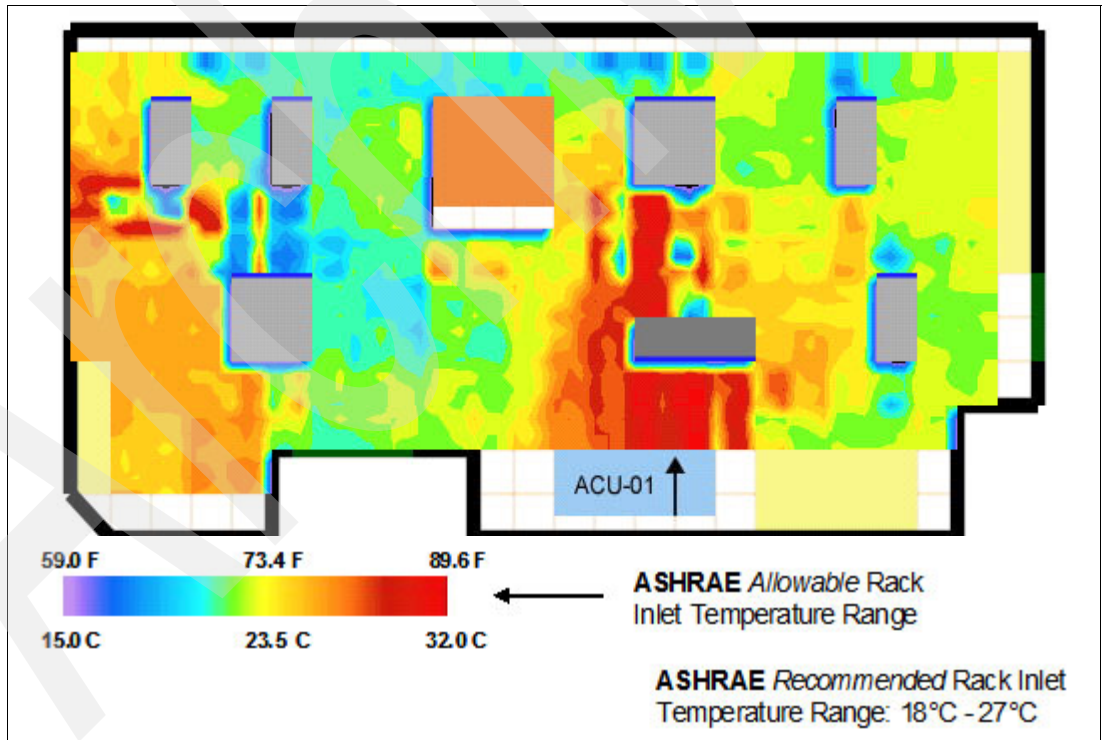 ACU-01
59.0 F 73.4 F 89.6 F
15.0 C 23.5 C 32.0 C
ASHRAE Allowable Rack
Inlet Temperature Range
ASHRAE Recommended Rack Inlet
Temperature Range: 18°C - 27°C